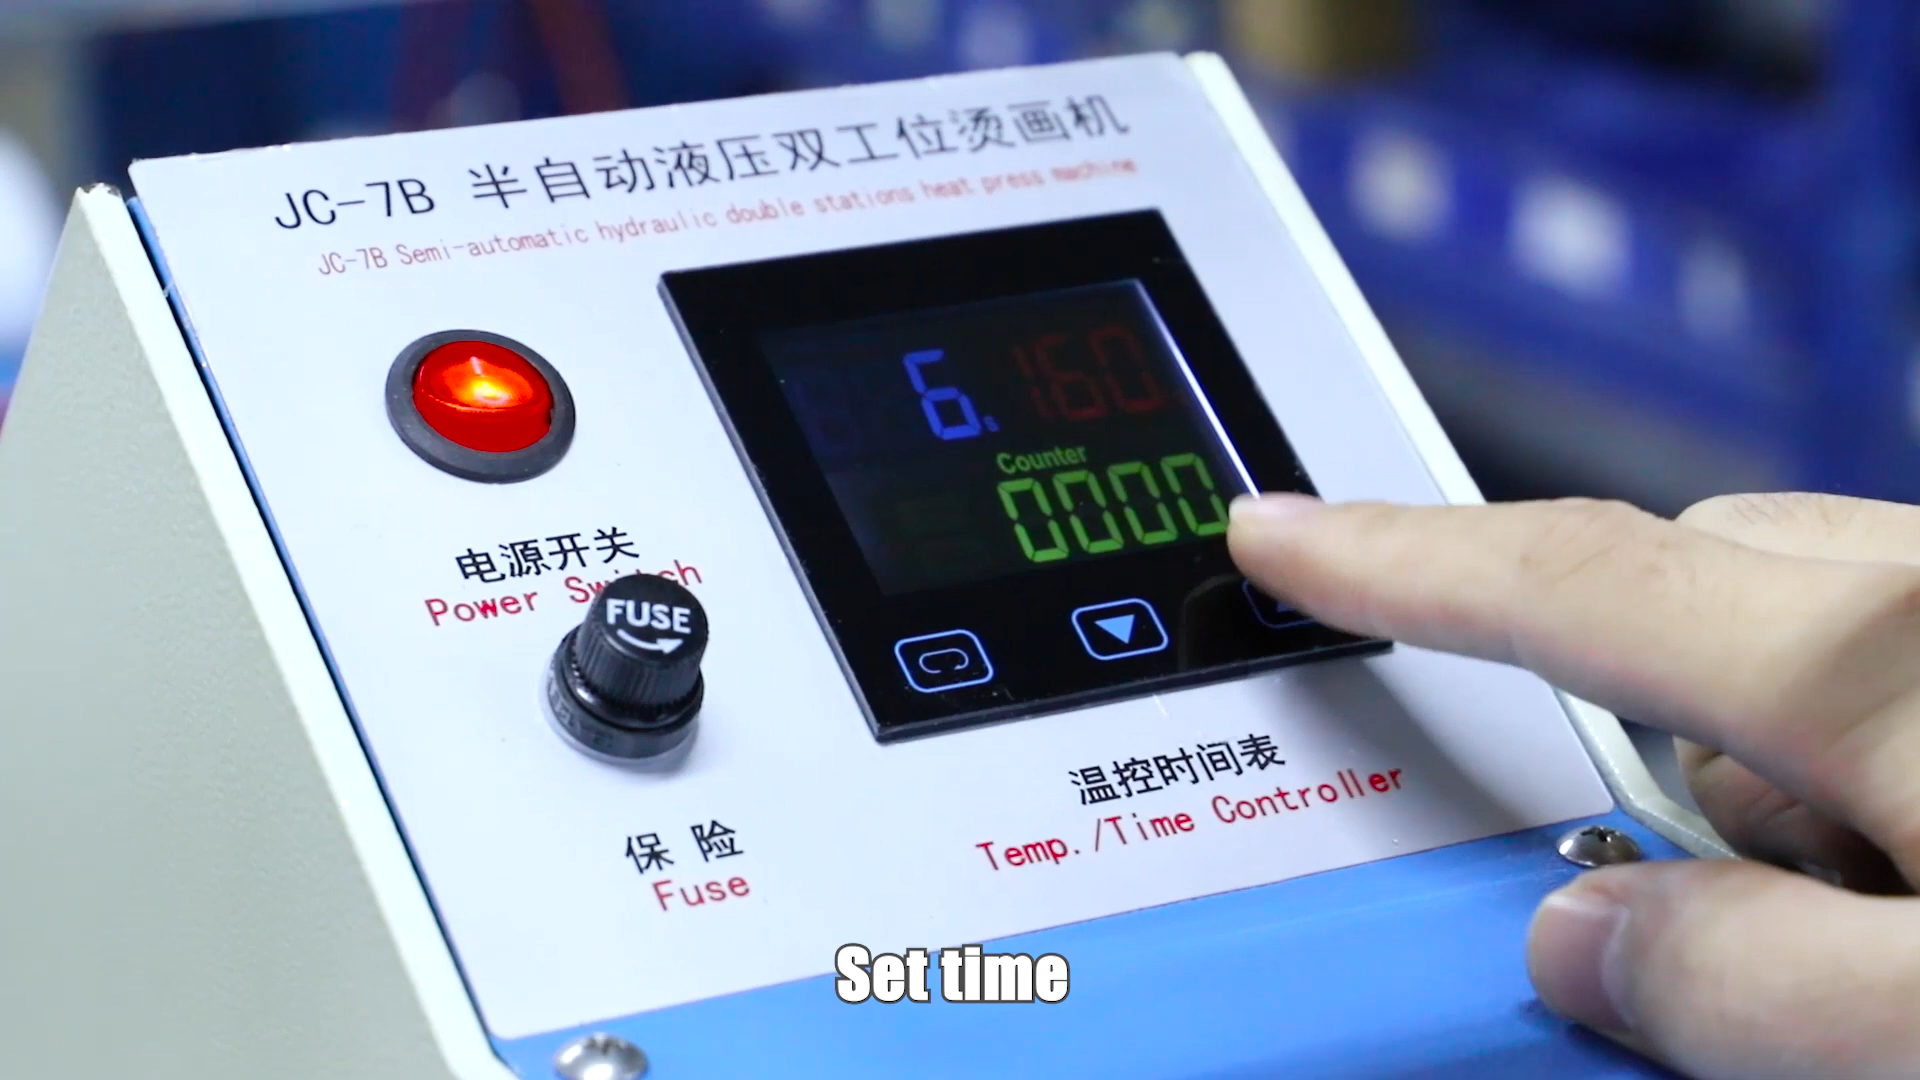 JC-7B 半自动液压双工位烫画机
JC-7B Semi-automatic hydraulic double stations heat press machine
6s 160
Counter
0000
电源开关
Power Switch
FUSE
温控时间表
Temp./Time Controller
保 险
Fuse
Set time